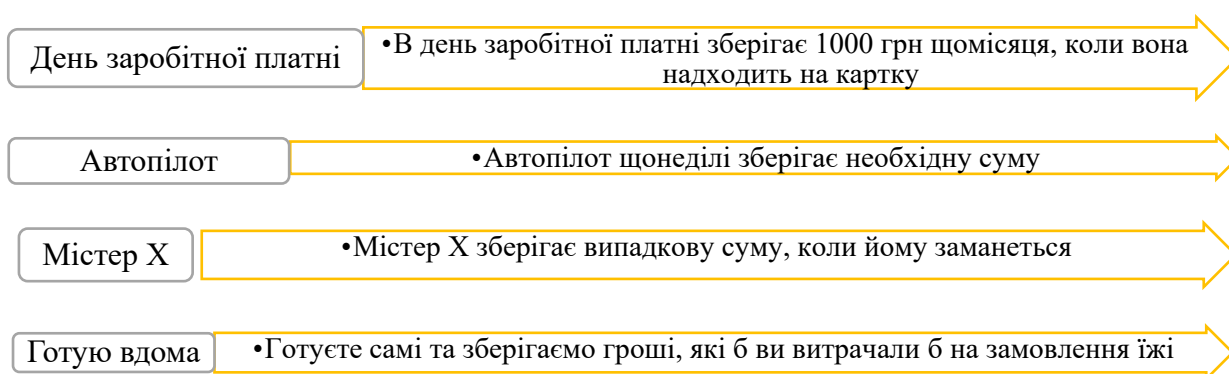 День заробітної платні
•В день заробітної платні зберігає 1000 грн щомісяця, коли вона
надходить на картку
Автопілот
•Автопілот щонеділі зберігає необхідну суму
Містер Х
•Містер Х зберігає випадкову суму, коли йому заманеться
Готую вдома
•Готуєте самі та зберігаємо гроші, які б ви витрачали б на замовлення їжі